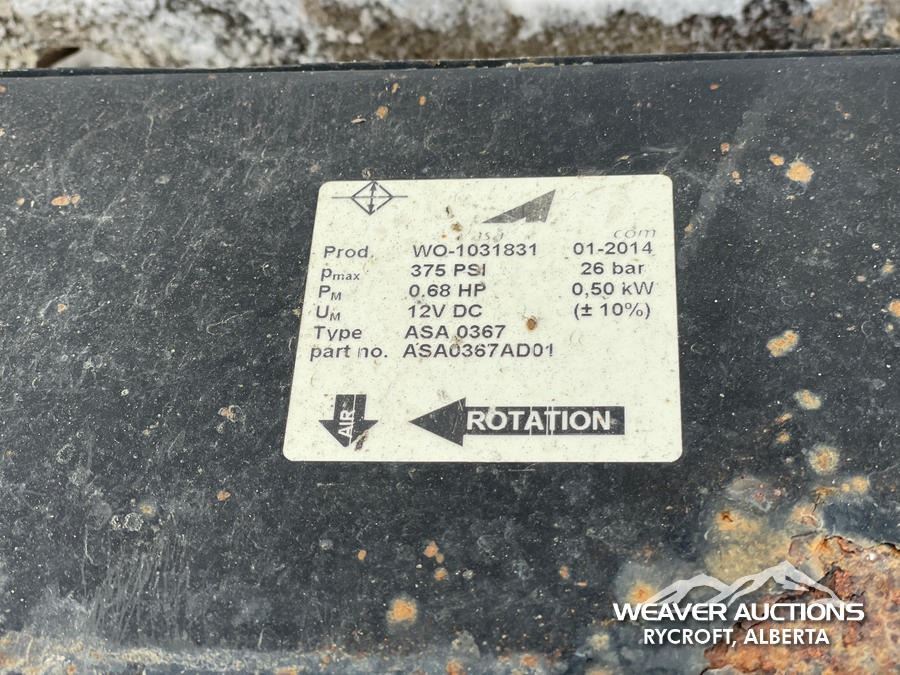 asa com
Prod. WO-1031831 01-2014
pmax 375 PSI 26 bar
PM 0.68 HP 0,50 kW
UM 12V DC (± 10%)
Type ASA 0367
part no. ASA0367AD01
AIR ROTATION
WEAVER AUCTIONS
RYCROFT, ALBERTA